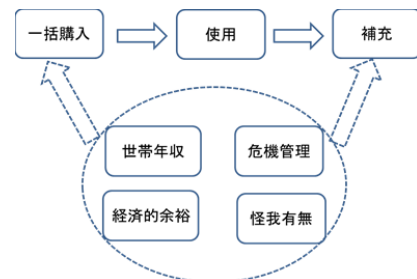 一括購入
使用
補充
世帯年収
危機管理
経済的余裕
怪我有無